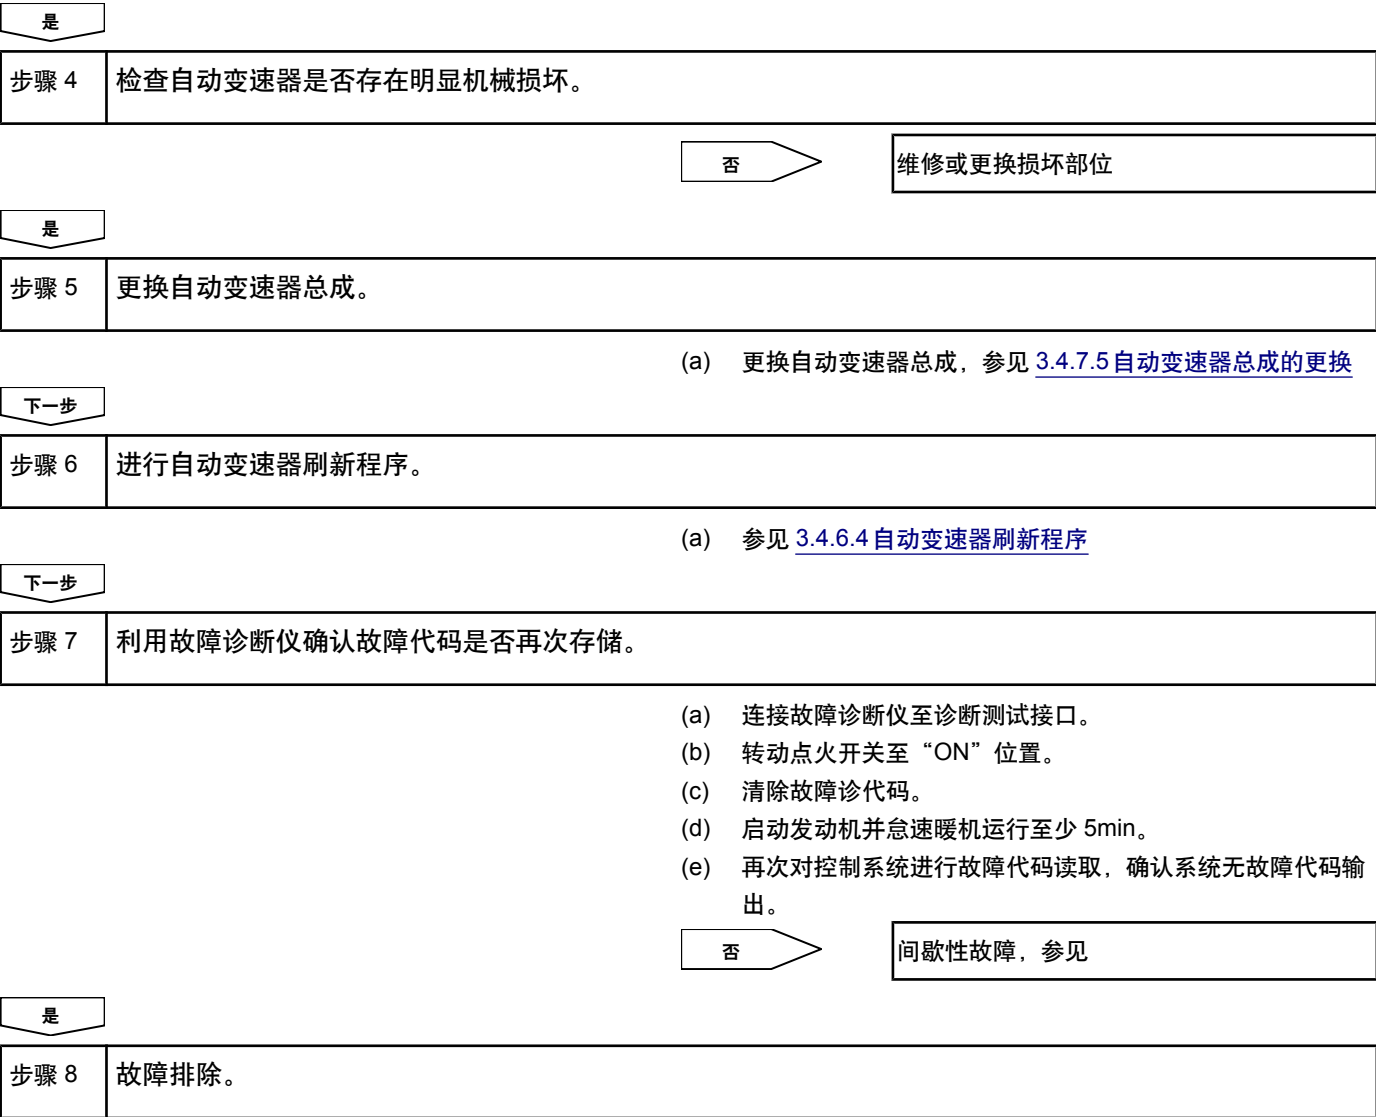 是
步骤 4 检查自动变速器是否存在明显机械损坏。
否 维修或更换损坏部位
是
步骤 5 更换自动变速器总成。
(a) 更换自动变速器总成，参见 3.4.7.5自动变速器总成的更换
下一步
步骤 6 进行自动变速器刷新程序。
(a) 参见 3.4.6.4自动变速器刷新程序
下一步
步骤 7 利用故障诊断仪确认故障代码是否再次存储。
(a) 连接故障诊断仪至诊断测试接口。
(b) 转动点火开关至“ON”位置。
(c) 清除故障诊代码。
(d) 启动发动机并怠速暖机运行至少 5min。
(e) 再次对控制系统进行故障代码读取，确认系统无故障代码输
出。
否 间歇性故障，参见
是
步骤 8 故障排除。